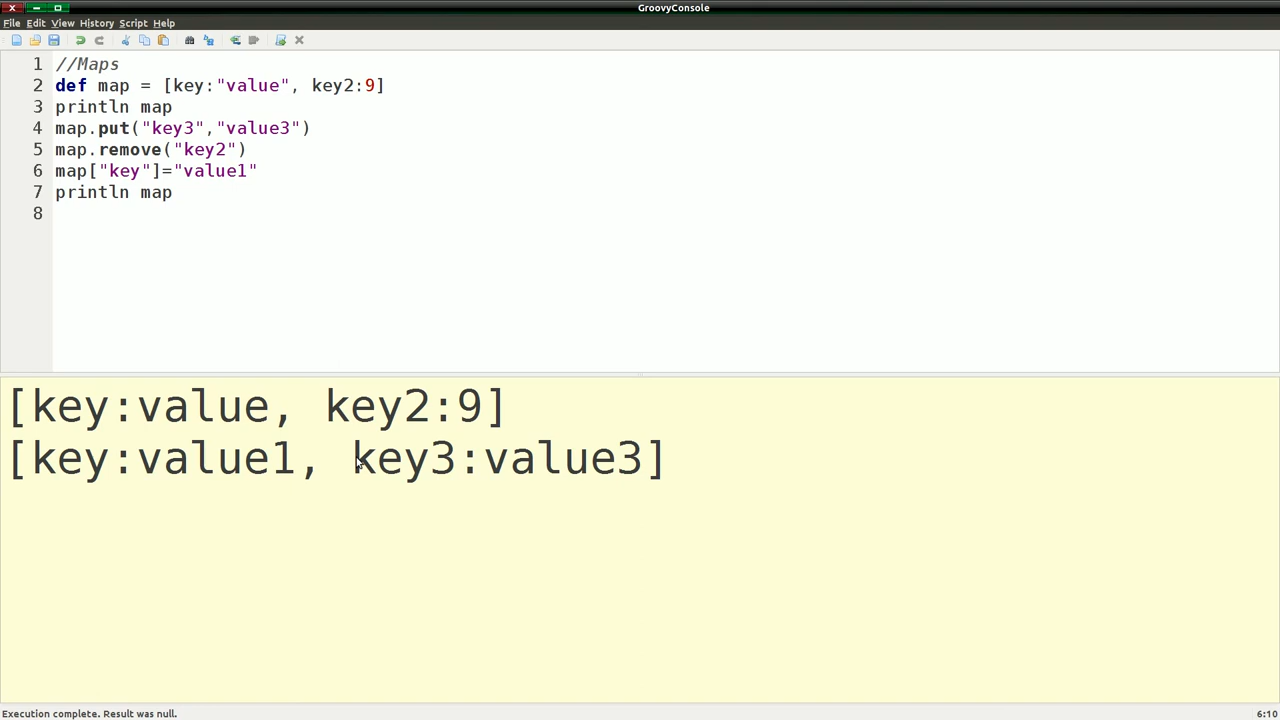 GroovyConsole
File Edit View History Script Help
1 //Maps
2 def map = [key:"value", key2:9]
3 println map
4 map.put("key3","value3")
5 map.remove("key2")
6 map["key"]="value1"
7 println map
8
[key:value, key2:9]
[key:value1, key3:value3]
Execution complete. Result was null. 6:10